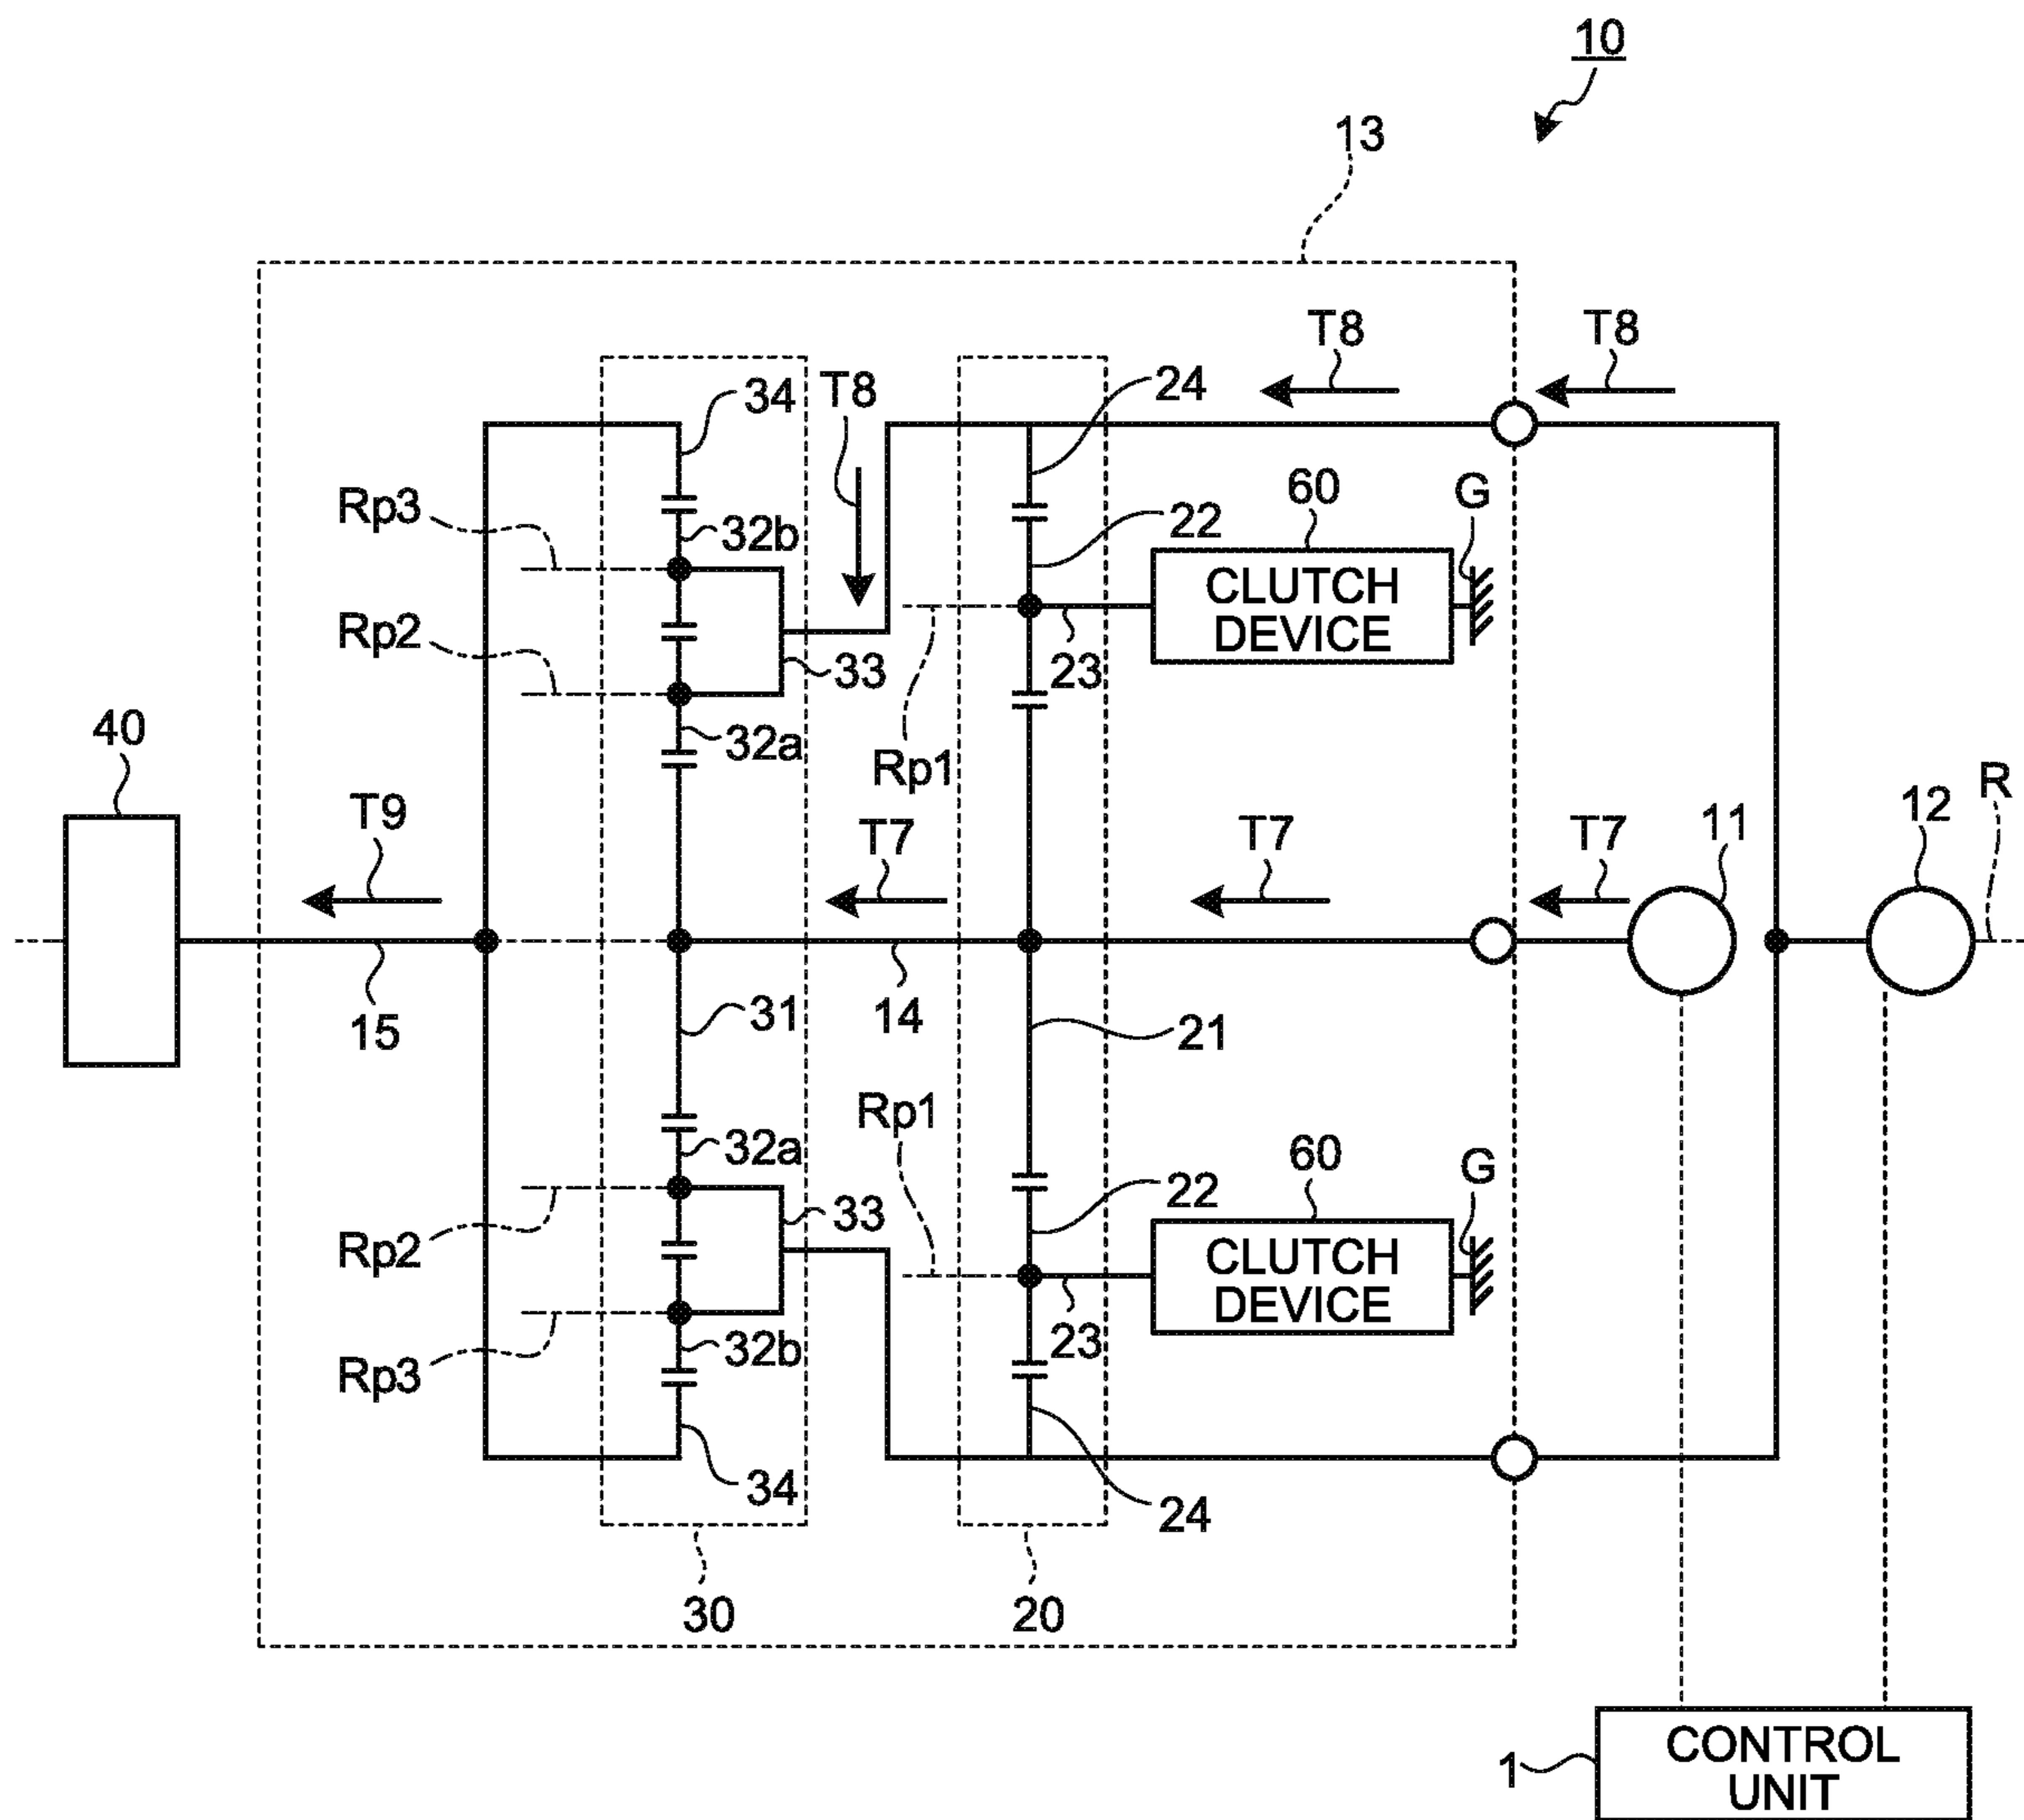 10
13
T8
T8
34
T8
24
Rp3
32b
22
60
G
CLUTCH
DEVICE
Rp2
33
23
40
32a
Rp1
R
T9
T7
T7
T7
11
12
15
31
14
21
Rp1
32a
60
G
33
22
Rp2
CLUTCH
DEVICE
Rp3
32b
23
34
24
30
20
1
CONTROL
UNIT